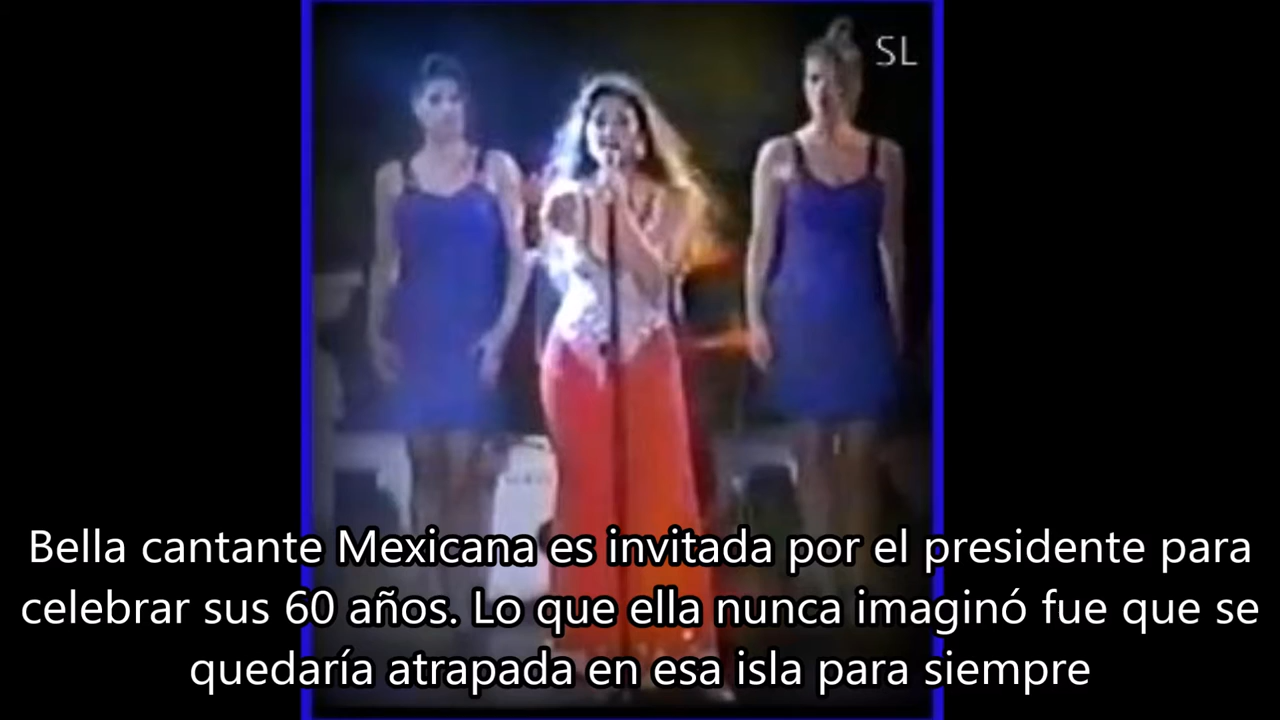 SL
Bella cantante Mexicana es invitada por el presidente para
celebrar sus 60 años. Lo que ella nunca imaginó fue que se
quedaría atrapada en esa isla para siempre